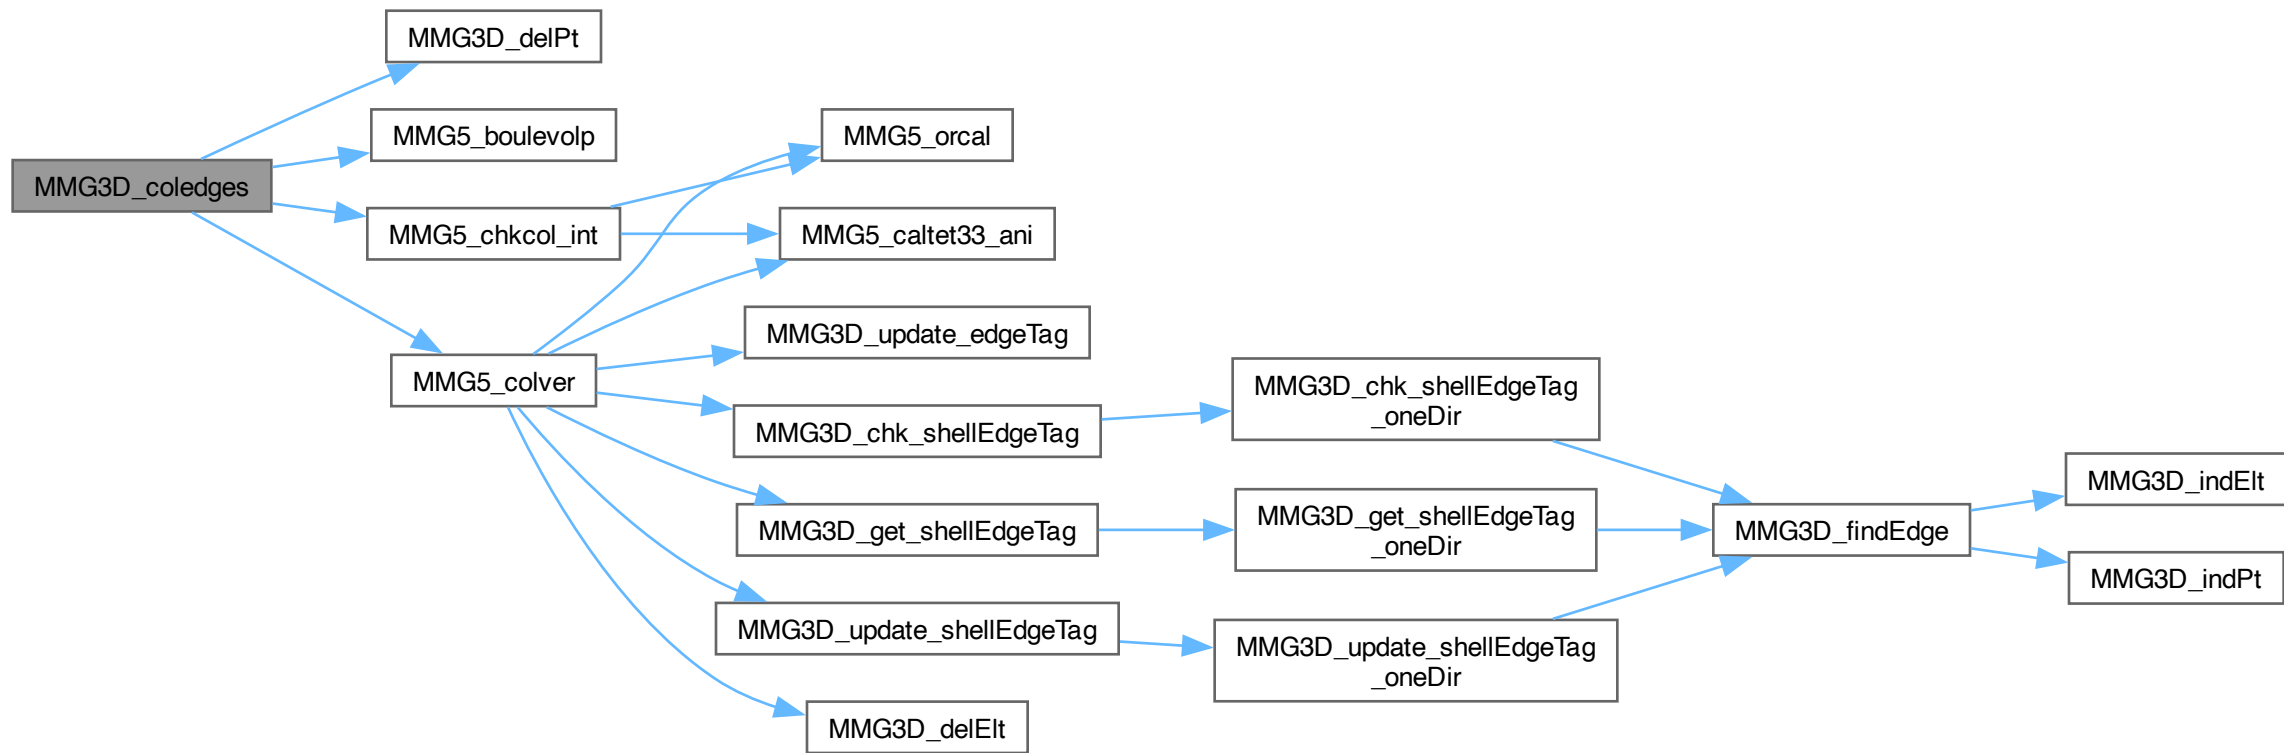 MMG3D_delPt
MMG5_boulevolp
MMG5_orcal
MMG3D_coledges
MMG5_chkcol_int
MMG5_caltet33_ani
MMG3D_update_edgeTag
MMG5_colver
MMG3D_chk_shellEdgeTag
_oneDir
MMG3D_chk_shellEdgeTag
MMG3D_indElt
MMG3D_get_shellEdgeTag
MMG3D_get_shellEdgeTag
_oneDir
MMG3D_findEdge
MMG3D_indPt
MMG3D_update_shellEdgeTag
MMG3D_update_shellEdgeTag
_oneDir
MMG3D_delElt